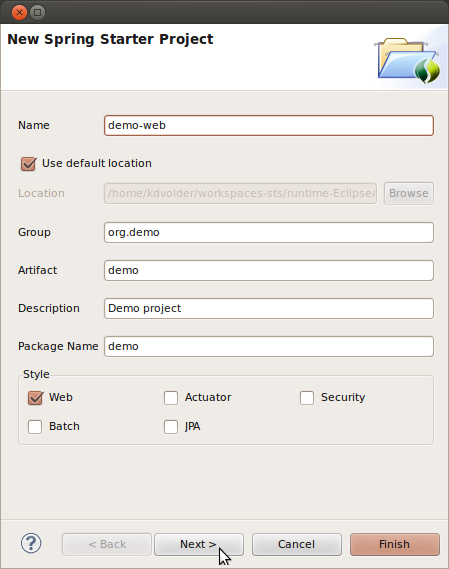 New Spring Starter Project
Name demo-web
Use default location
Location /home/kdvolder/workspaces-sts/runtime-Eclipse Browse
Group org.demo
Artifact demo
Description Demo project
Package Name demo
Style
Web Actuator Security
Batch JPA
? < Back Next > Cancel Finish